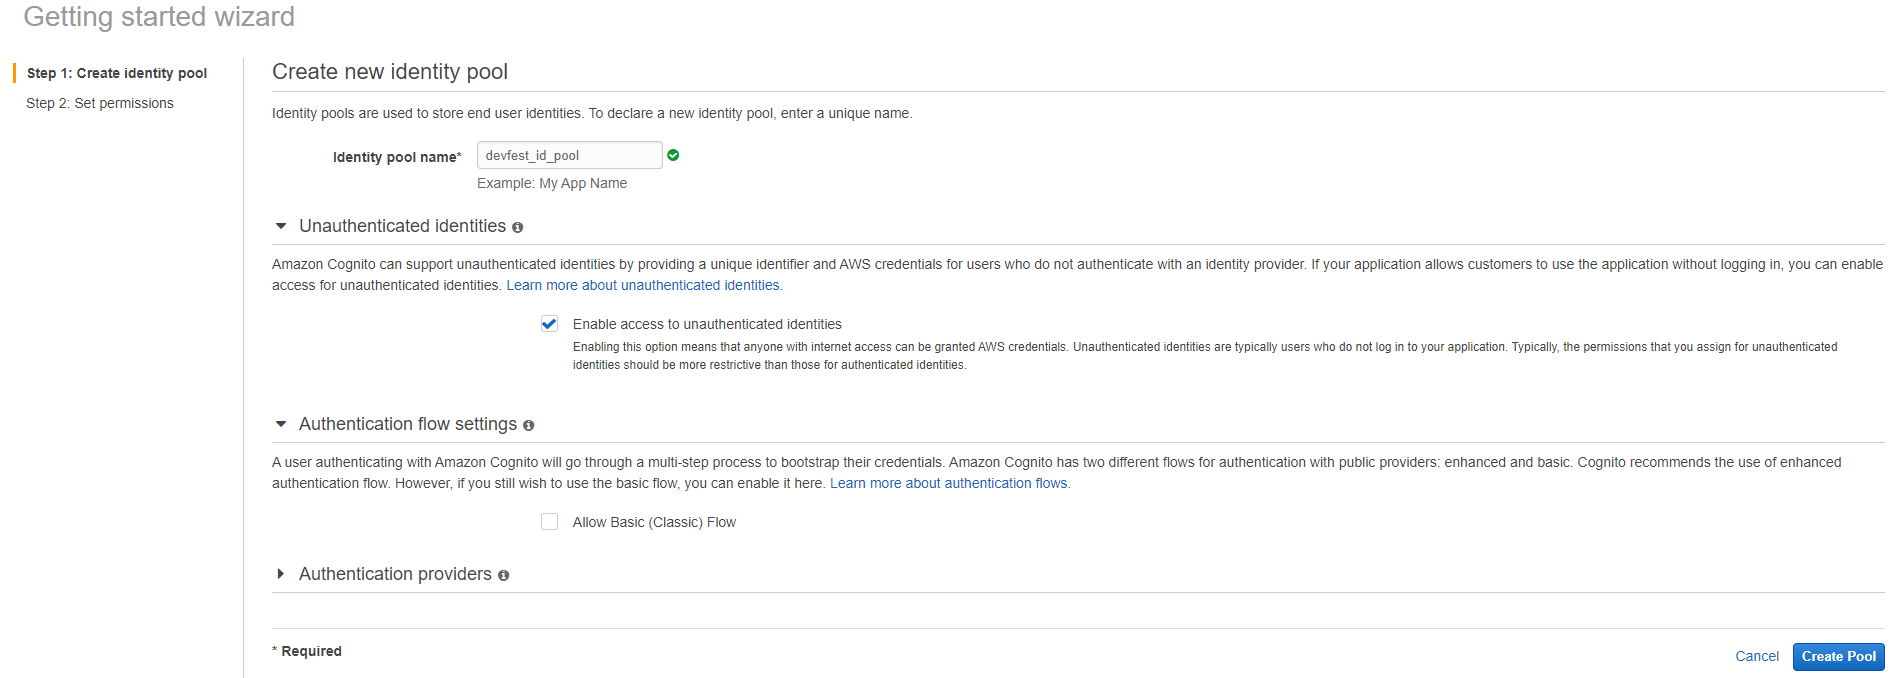 Getting started wizard
Step 1: Create identity pool
Step 2: Set permissions
Create new identity pool
Identity pools are used to store end user identities. To declare a new identity pool, enter a unique name.
Identity pool name* devfest_id_pool
Example: My App Name
Unauthenticated identities
Amazon Cognito can support unauthenticated identities by providing a unique identifier and AWS credentials for users who do not authenticate with an identity provider. If your application allows customers to use the application without logging in, you can enable
access for unauthenticated identities. Learn more about unauthenticated identities.
Enable access to unauthenticated identities
Enabling this option means that anyone with internet access can be granted AWS credentials. Unauthenticated identities are typically users who do not log in to your application. Typically, the permissions that you assign for unauthenticated
identities should be more restrictive than those for authenticated identities.
Authentication flow settings
A user authenticating with Amazon Cognito will go through a multi-step process to bootstrap their credentials. Amazon Cognito has two different flows for authentication with public providers: enhanced and basic. Cognito recommends the use of enhanced
authentication flow. However, if you still wish to use the basic flow, you can enable it here. Learn more about authentication flows.
Allow Basic (Classic) Flow
Authentication providers
* Required
Cancel Create Pool